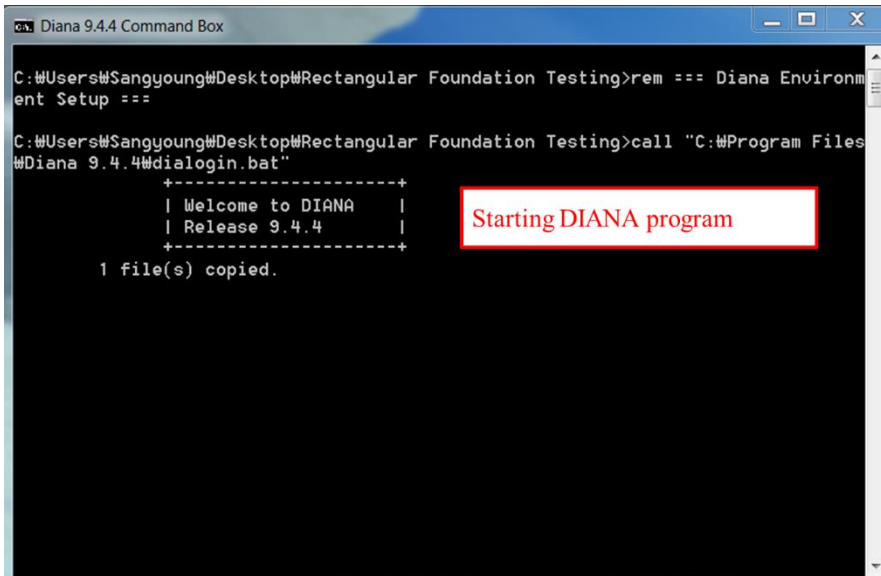 Diana 9.4.4 Command Box
C:₩Users₩Sangyoung₩Desktop₩Rectangular Foundation Testing>rem === Diana Environm
ent Setup ===
C:₩Users₩Sangyoung₩Desktop₩Rectangular Foundation Testing>call "C:₩Program Files
₩Diana 9.4.4₩dialogin.bat"
+---------------------+
| Welcome to DIANA    |
| Release 9.4.4       |
+---------------------+
Starting DIANA program
1 file(s) copied.